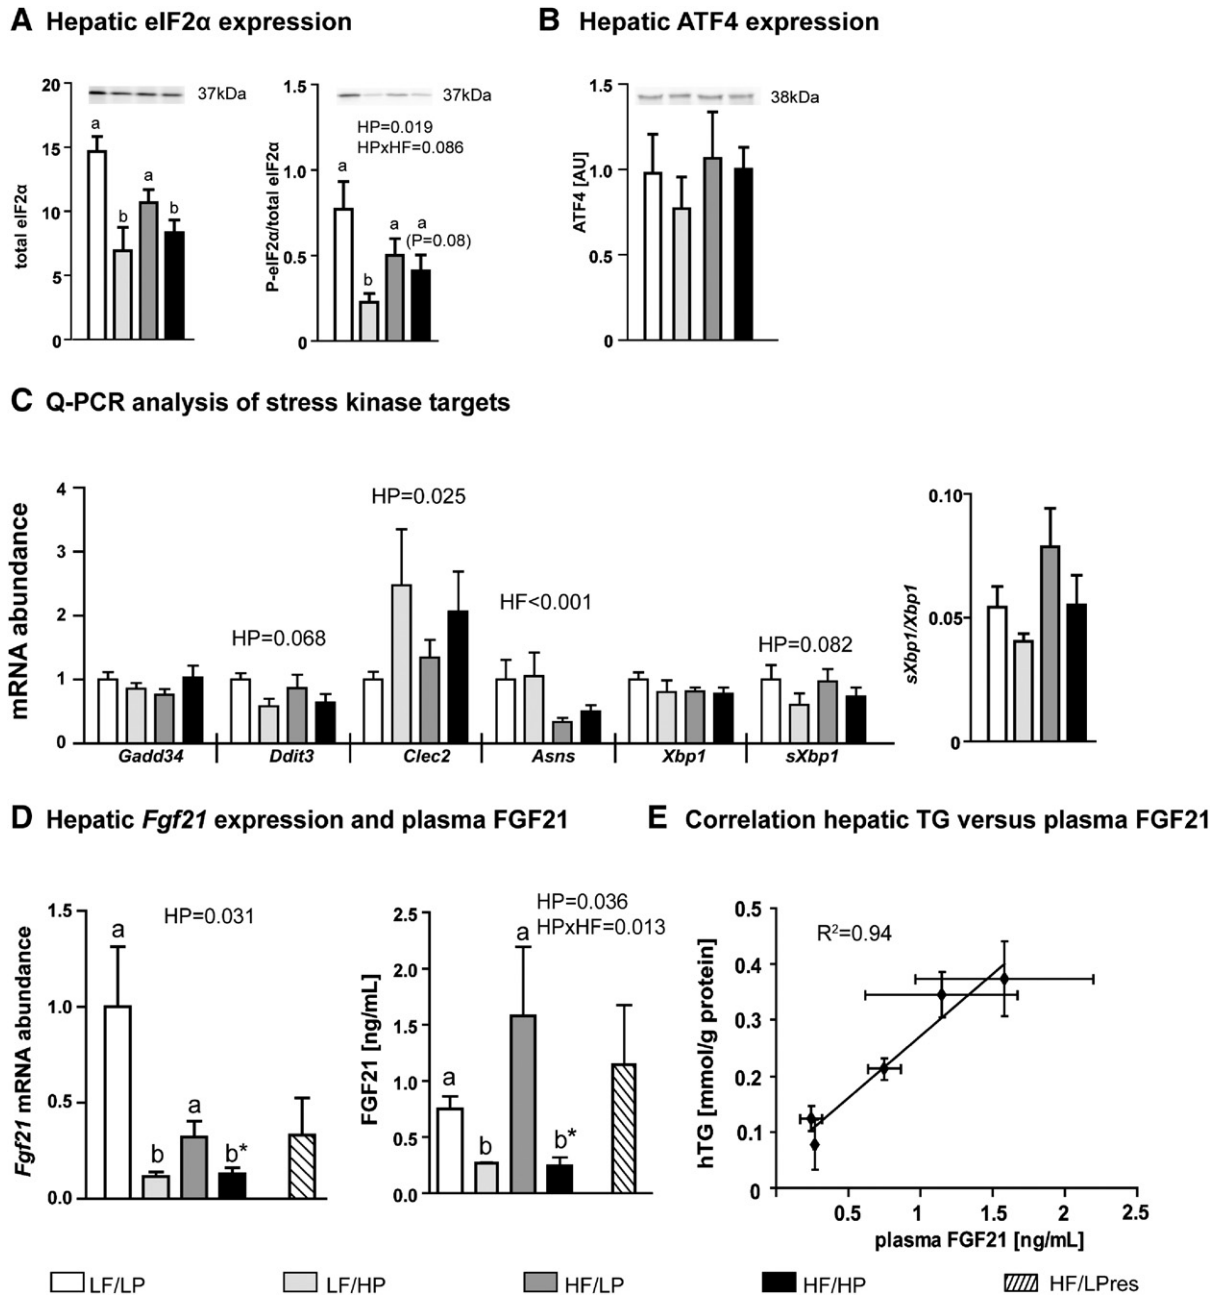 A Hepatic eIF2α expression
B Hepatic ATF4 expression
20
15
10
5
0
total eIF2α
37kDa
a
b
a
b
1.5
1.0
0.5
0
P-eIF2α/total eIF2α
37kDa
HP=0.019
HPxHF=0.086
a
b
a
a
(P=0.08)
1.5
1.0
0.5
0
ATF4 [AU]
38kDa
C Q-PCR analysis of stress kinase targets
4
3
2
1
0
mRNA abundance
HP=0.068
HP=0.025
HF<0.001
HP=0.082
Gadd34
Ddit3
Clec2
Asns
Xbp1
sXbp1
0.10
0.05
0
sXbp1/Xbp1
D Hepatic Fgf21 expression and plasma FGF21
E Correlation hepatic TG versus plasma FGF21
1.5
1.0
0.5
0.0
Fgf21 mRNA abundance
HP=0.031
a
b
a
b*
2.5
2.0
1.5
1.0
0.5
0.0
FGF21 [ng/mL]
HP=0.036
HPxHF=0.013
a
b
a
b*
0.5
0.4
0.3
0.2
0.1
0
hTG [mmol/g protein]
R²=0.94
0.5
1
1.5
2
2.5
plasma FGF21 [ng/mL]
LF/LP
LF/HP
HF/LP
HF/HP
HF/LPres